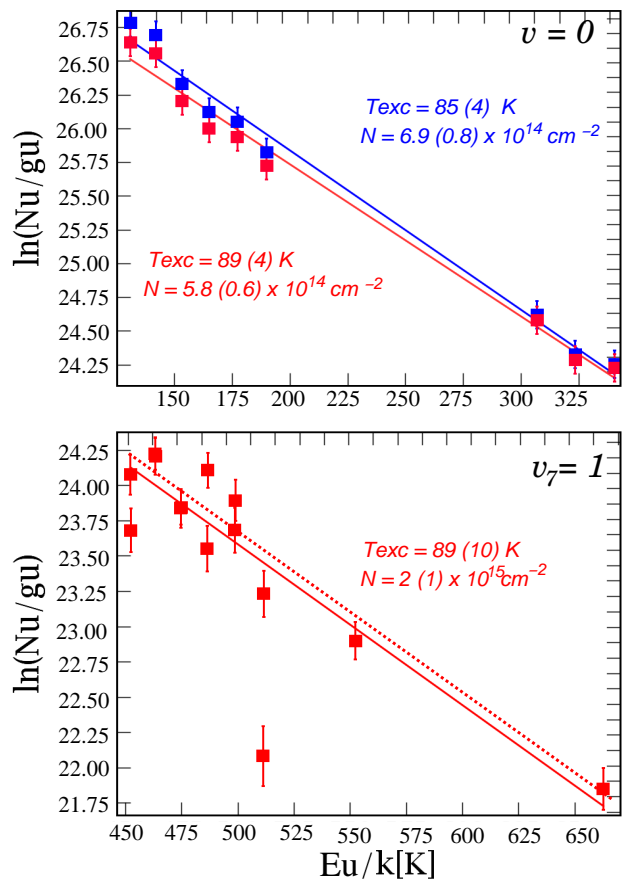 v = 0
26.75
26.50
26.25
26.00
25.75
25.50
25.25
25.00
24.75
24.50
24.25
ln(Nu/gu)
Texc = 85 (4) K
N = 6.9 (0.8) x 10^14 cm^−2
Texc = 89 (4) K
N = 5.8 (0.6) x 10^14 cm^−2
150 175 200 225 250 275 300 325
v_7 = 1
24.25
24.00
23.75
23.50
23.25
23.00
22.75
22.50
22.25
22.00
21.75
ln(Nu/gu)
Texc = 89 (10) K
N = 2 (1) x 10^15 cm^−2
450 475 500 525 550 575 600 625 650
Eu/k[K]